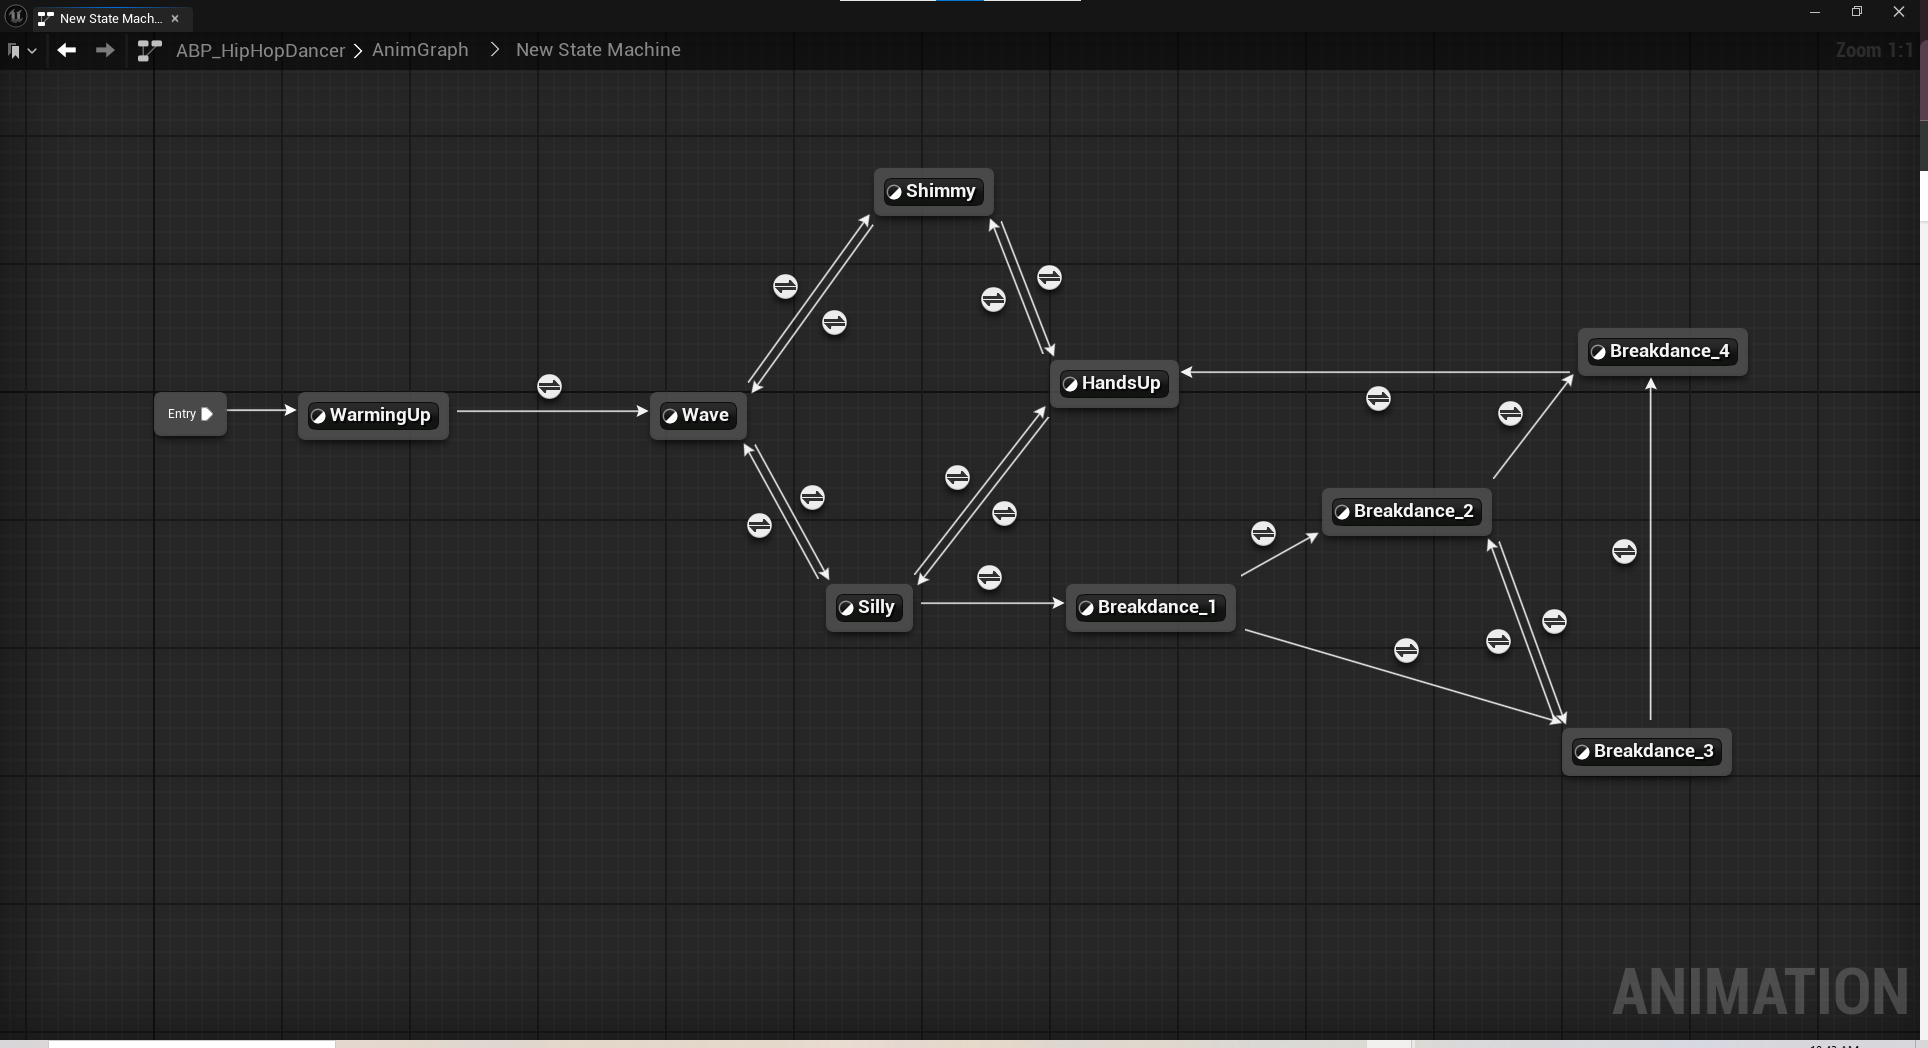 New State Mach...
ABP_HipHopDancer
AnimGraph
New State Machine
Zoom 1:1
Shimmy
Breakdance_4
HandsUp
Entry
WarmingUp
Wave
Breakdance_2
Silly
Breakdance_1
Breakdance_3
ANIMATION